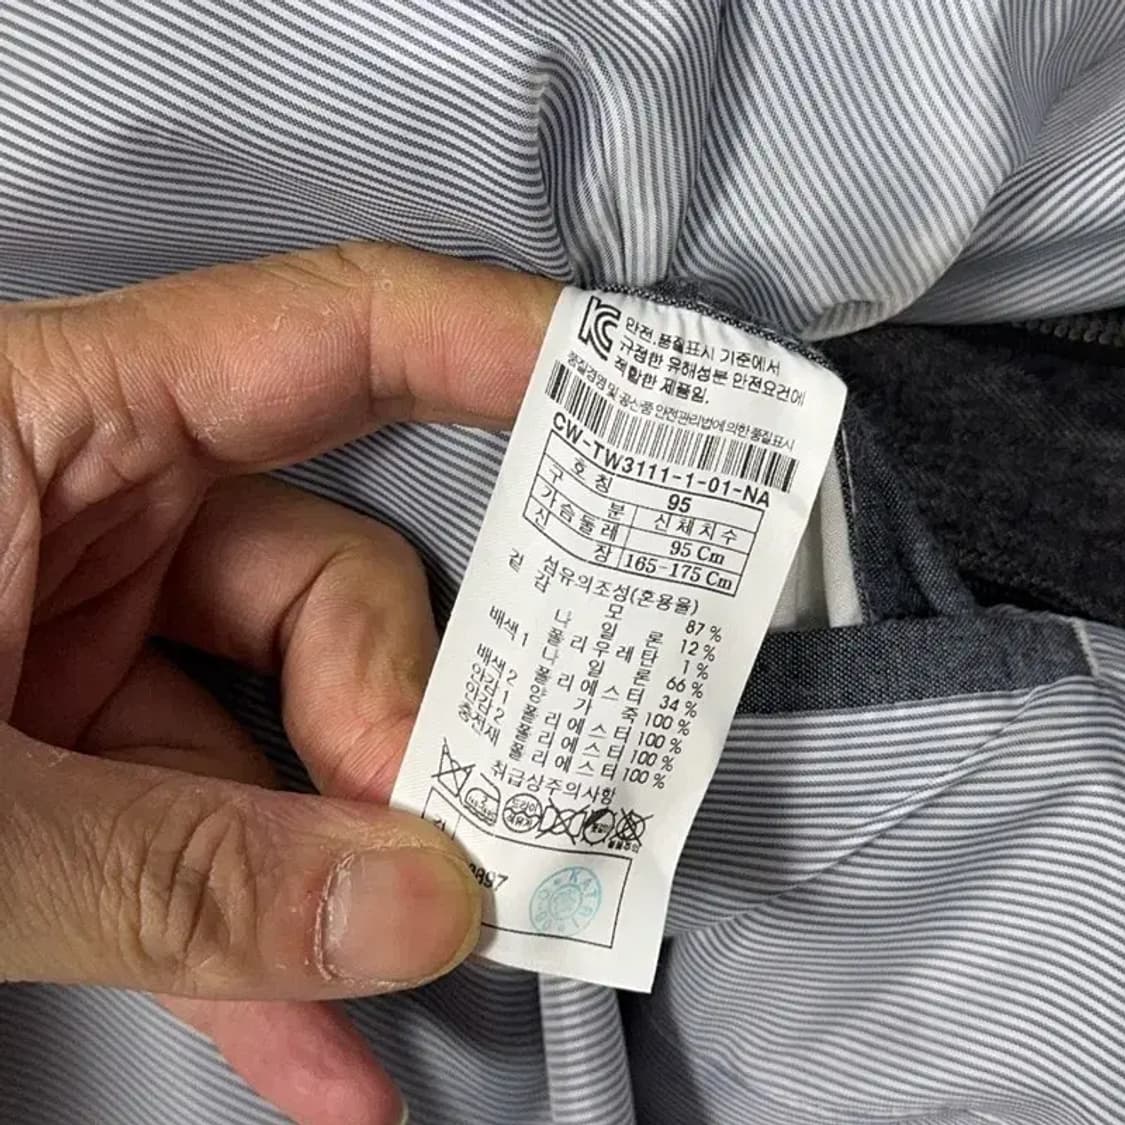 KC 안전.품질표시 기준에서
규정한 유해성분 안전요건에
적합한 제품임.
품질경영 및 공산품안전관리법에의한품질표시
CW-TW3111-1-01-NA
호 칭 95
구 분 신체치수
가슴둘레 95 Cm
신 장 165-175 Cm
섬유의조성(혼용율)
겉감 모 87 %
나일론 12 %
폴리우레탄 1 %
배색1 나일론 66 %
폴리에스터 34 %
배색2 양가죽 100 %
안감1 폴리에스터 100 %
안감2 폴리에스터 100 %
충전재 폴리에스터 100 %
취급상주의사항
드라이
897
KATRI